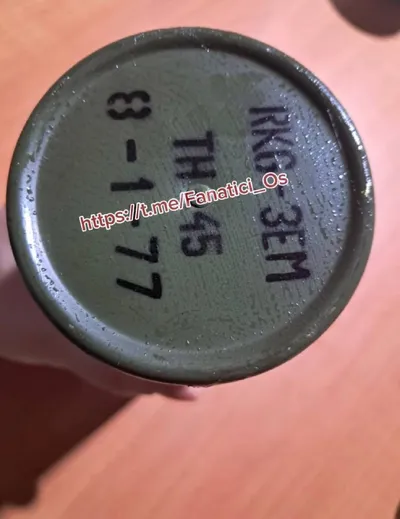 RKG-3EM
TH-45
8-1-77
https://t.me/Fanatici_Os